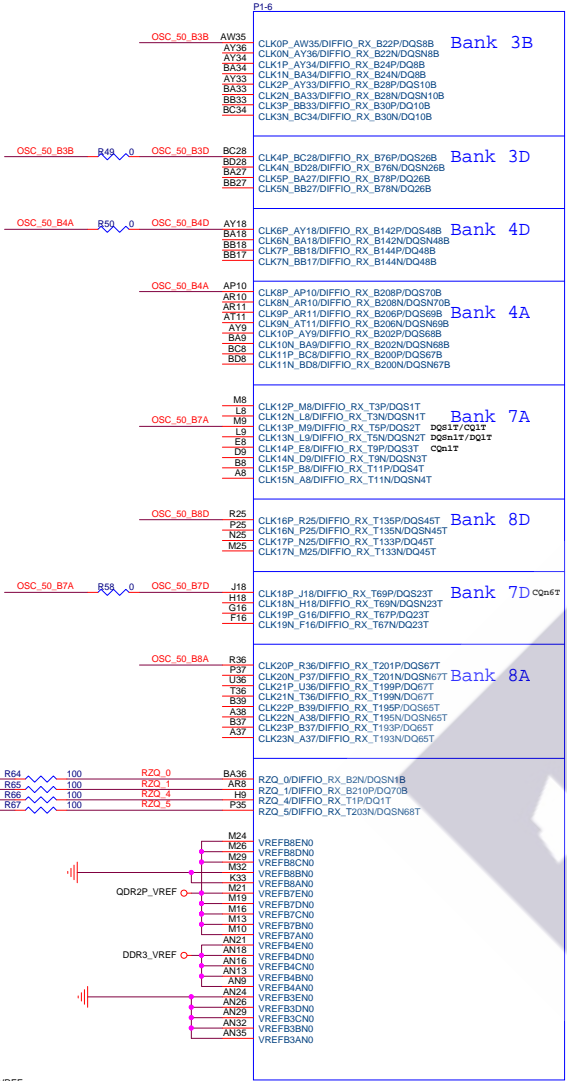 P1-6
OSC_50_B3B AW35 CLK0P_AW35/DIFFIO_RX_B22P/DQS8B Bank 3B
AY36 CLK0N_AY36/DIFFIO_RX_B22N/DQSN8B
AY34 CLK1P_AY34/DIFFIO_RX_B24P/DQ8B
BA34 CLK1N_BA34/DIFFIO_RX_B24N/DQ8B
AY33 CLK2P_AY33/DIFFIO_RX_B28P/DQS10B
BA33 CLK2N_BA33/DIFFIO_RX_B28N/DQSN10B
BB33 CLK3P_BB33/DIFFIO_RX_B30P/DQ10B
BC34 CLK3N_BC34/DIFFIO_RX_B30N/DQ10B
OSC_50_B3B R49 0 OSC_50_B3D BC28 CLK4P_BC28/DIFFIO_RX_B76P/DQS26B Bank 3D
BD28 CLK4N_BD28/DIFFIO_RX_B76N/DQSN26B
BA27 CLK5P_BA27/DIFFIO_RX_B78P/DQ26B
BB27 CLK5N_BB27/DIFFIO_RX_B78N/DQ26B
OSC_50_B4A R50 0 OSC_50_B4D AY18 CLK6P_AY18/DIFFIO_RX_B142P/DQS48B Bank 4D
BA18 CLK6N_BA18/DIFFIO_RX_B142N/DQSN48B
BB18 CLK7P_BB18/DIFFIO_RX_B144P/DQ48B
BB17 CLK7N_BB17/DIFFIO_RX_B144N/DQ48B
OSC_50_B4A AP10 CLK8P_AP10/DIFFIO_RX_B208P/DQS70B Bank 4A
AR10 CLK8N_AR10/DIFFIO_RX_B208N/DQSN70B
AR11 CLK9P_AR11/DIFFIO_RX_B206P/DQS69B
AT11 CLK9N_AT11/DIFFIO_RX_B206N/DQSN69B
AY9 CLK10P_AY9/DIFFIO_RX_B202P/DQS68B
BA9 CLK10N_BA9/DIFFIO_RX_B202N/DQSN68B
BC8 CLK11P_BC8/DIFFIO_RX_B200P/DQS67B
BD8 CLK11N_BD8/DIFFIO_RX_B200N/DQSN67B
M8 CLK12P_M8/DIFFIO_RX_T3P/DQS1T Bank 7A
L8 CLK12N_L8/DIFFIO_RX_T3N/DQSN1T
OSC_50_B7A M9 CLK13P_M9/DIFFIO_RX_T5P/DQS2T DQS1T/CQ1T
L9 CLK13N_L9/DIFFIO_RX_T5N/DQSN2T DQSn1T/DQ1T
E8 CLK14P_E8/DIFFIO_RX_T9P/DQS3T CQn1T
D9 CLK14N_D9/DIFFIO_RX_T9N/DQSN3T
B8 CLK15P_B8/DIFFIO_RX_T11P/DQS4T
A8 CLK15N_A8/DIFFIO_RX_T11N/DQSN4T
OSC_50_B8D R25 CLK16P_R25/DIFFIO_RX_T135P/DQS45T Bank 8D
P25 CLK16N_P25/DIFFIO_RX_T135N/DQSN45T
N25 CLK17P_N25/DIFFIO_RX_T133P/DQ45T
M25 CLK17N_M25/DIFFIO_RX_T133N/DQ45T
OSC_50_B7A R58 0 OSC_50_B7D J18 CLK18P_J18/DIFFIO_RX_T69P/DQS23T Bank 7D CQn6T
H18 CLK18N_H18/DIFFIO_RX_T69N/DQSN23T
G16 CLK19P_G16/DIFFIO_RX_T67P/DQ23T
F16 CLK19N_F16/DIFFIO_RX_T67N/DQ23T
OSC_50_B8A R36 CLK20P_R36/DIFFIO_RX_T201P/DQS67T Bank 8A
P37 CLK20N_P37/DIFFIO_RX_T201N/DQSN67T
U36 CLK21P_U36/DIFFIO_RX_T199P/DQ67T
T36 CLK21N_T36/DIFFIO_RX_T199N/DQ67T
B39 CLK22P_B39/DIFFIO_RX_T195P/DQS65T
A38 CLK22N_A38/DIFFIO_RX_T195N/DQSN65T
B37 CLK23P_B37/DIFFIO_RX_T193P/DQ65T
A37 CLK23N_A37/DIFFIO_RX_T193N/DQ65T
R64 100 RZQ_0 BA36 RZQ_0/DIFFIO_RX_B2N/DQSN1B
R65 100 RZQ_1 AR8 RZQ_1/DIFFIO_RX_B210P/DQ70B
R66 100 RZQ_4 H9 RZQ_4/DIFFIO_RX_T1P/DQ1T
R67 100 RZQ_5 P35 RZQ_5/DIFFIO_RX_T203N/DQSN68T
M24 VREFB8EN0
M26 VREFB8DN0
M29 VREFB8CN0
M32 VREFB8BN0
K33 VREFB8AN0
QDR2P_VREF M21 VREFB7EN0
M19 VREFB7DN0
M16 VREFB7CN0
M13 VREFB7BN0
M10 VREFB7AN0
AN21 VREFB4EN0
DDR3_VREF AN18 VREFB4DN0
AN16 VREFB4CN0
AN13 VREFB4BN0
AN9 VREFB4AN0
AN24 VREFB3EN0
AN26 VREFB3DN0
AN29 VREFB3CN0
AN32 VREFB3BN0
AN35 VREFB3AN0